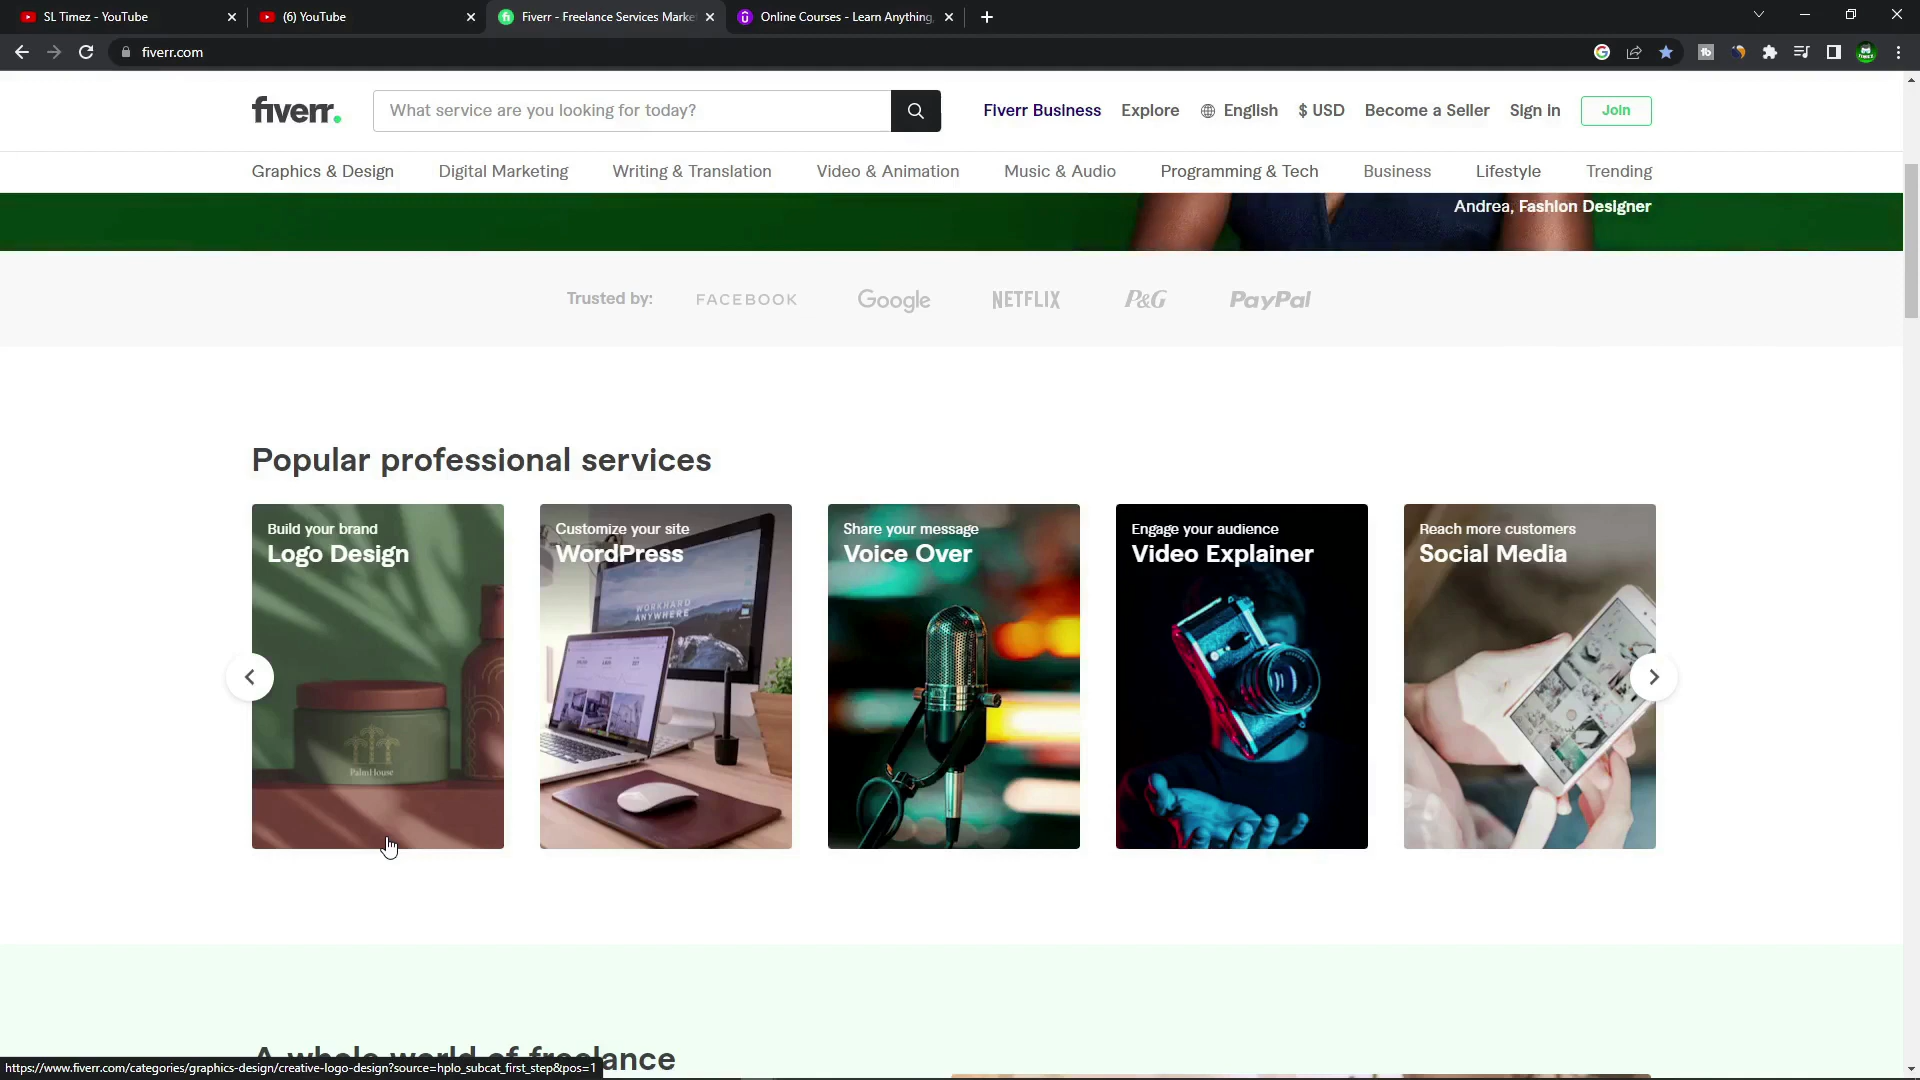 SL Timez - YouTube
(6) YouTube
Fiverr - Freelance Services Marke
Online Courses - Learn Anything,
fiverr.com
fiverr.
What service are you looking for today?
Fiverr Business
Explore
English
$ USD
Become a Seller
Sign in
Join
Graphics & Design
Digital Marketing
Writing & Translation
Video & Animation
Music & Audio
Programming & Tech
Business
Lifestyle
Trending
Andrea, Fashion Designer
Trusted by:
FACEBOOK
Google
NETFLIX
P&G
PayPal
Popular professional services
Build your brand
Logo Design
PalmHouse
Customize your site
WordPress
WORKHARD
ANYWHERE
Share your message
Voice Over
Engage your audience
Video Explainer
Reach more customers
Social Media
A whole world of freelance
https://www.fiverr.com/categories/graphics-design/creative-logo-design?source=hplo_subcat_first_step&pos=1